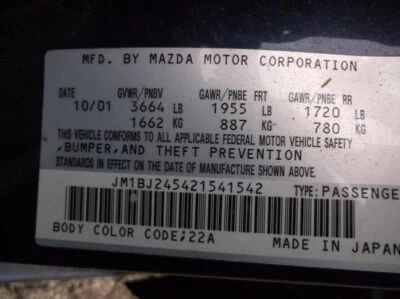 MFD. BY MAZDA MOTOR CORPORATION
DATE GVWR/PNBV GAWR/PNBE FRT GAWR/PNBE RR
10/01 3664 LB 1955 LB 1720 LB
1662 KG 887 KG 780 KG
THIS VEHICLE CONFORMS TO ALL APPLICABLE FEDERAL MOTOR VEHICLE SAFETY
,BUMPER,AND THEFT PREVENTION
STANDARDS IN EFFECT ON THE DATE OF MANUFACTURE SHOWN ABOVE.
JM1BJ245421541542 TYPE:PASSENGE
BODY COLOR CODE;22A MADE IN JAPAN